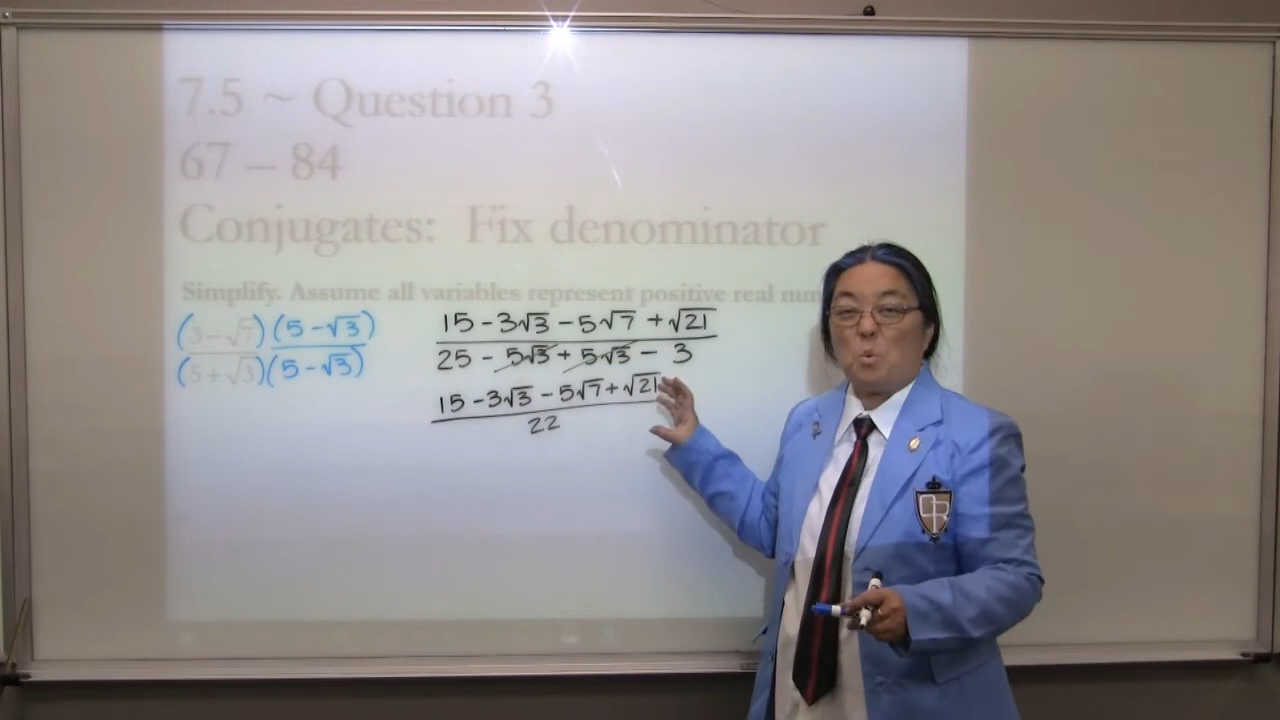 7.5 ~ Question 3
67 – 84
Conjugates: Fix denominator
Simplify. Assume all variables represent positive real
(3 – √7)(5 – √3)
(5 + √3)(5 – √3)
15 – 3√3 – 5√7 + √21
25 – 5√3 + 5√3 – 3
15 – 3√3 – 5√7 + √21
22